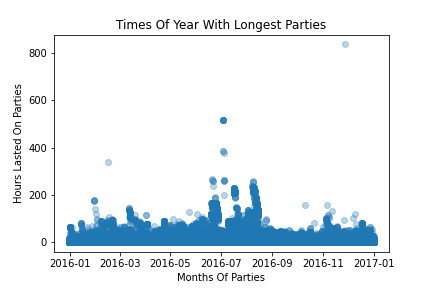 Times Of Year With Longest Parties
Hours Lasted On Parties
800
600
400
200
0
2016-01 2016-03 2016-05 2016-07 2016-09 2016-11 2017-01
Months Of Parties